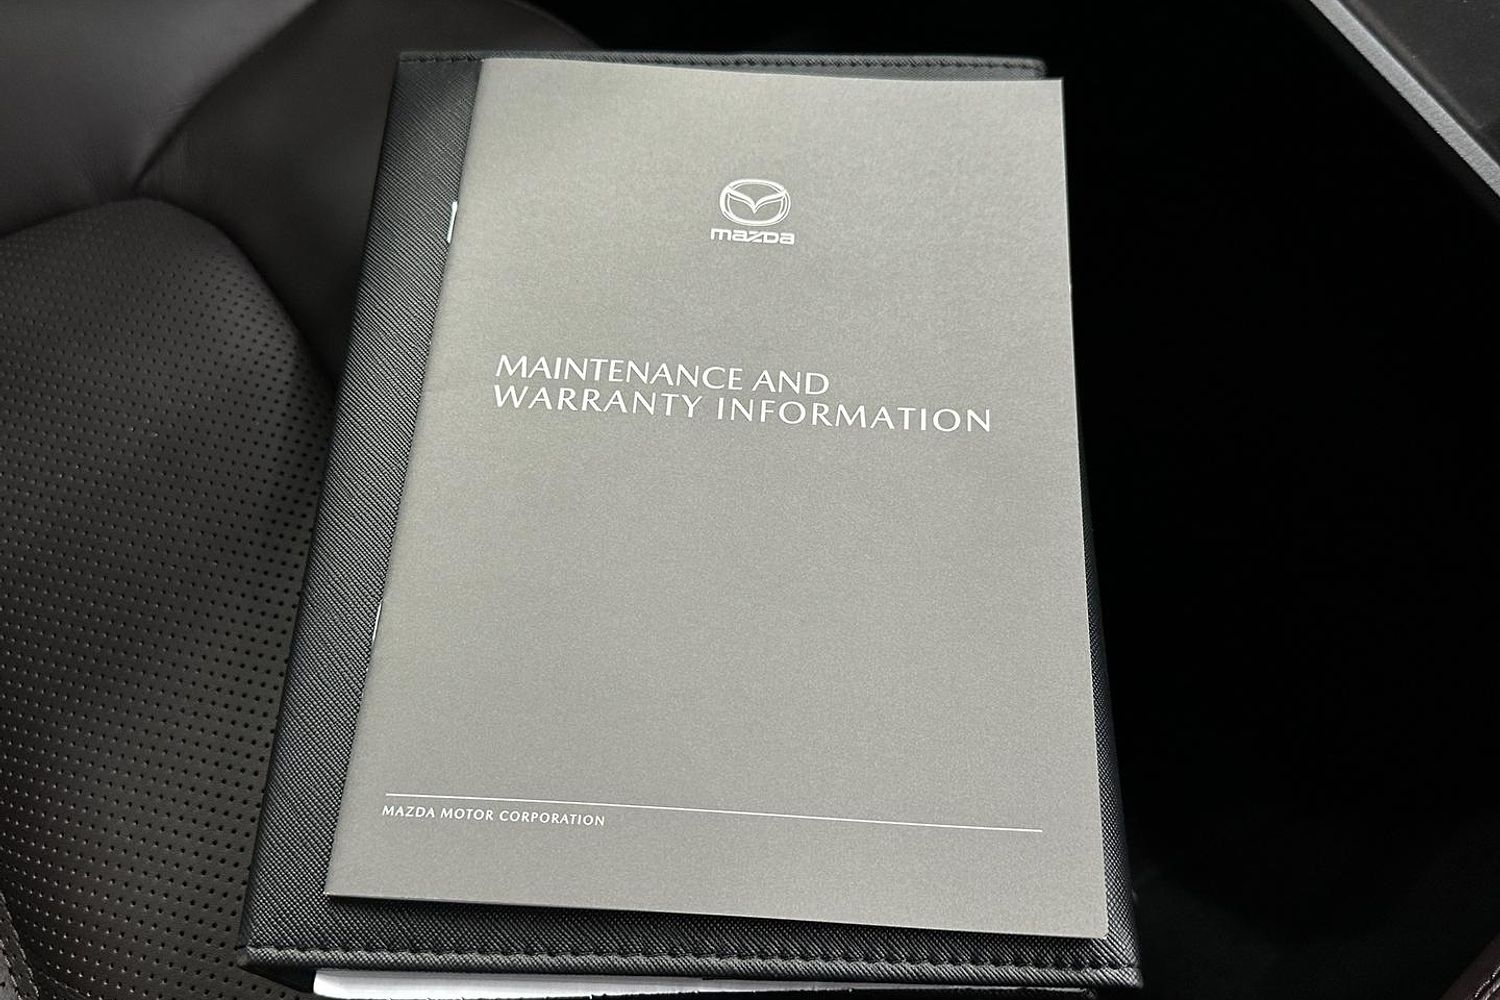 mazda
MAINTENANCE AND
WARRANTY INFORMATION
MAZDA MOTOR CORPORATION